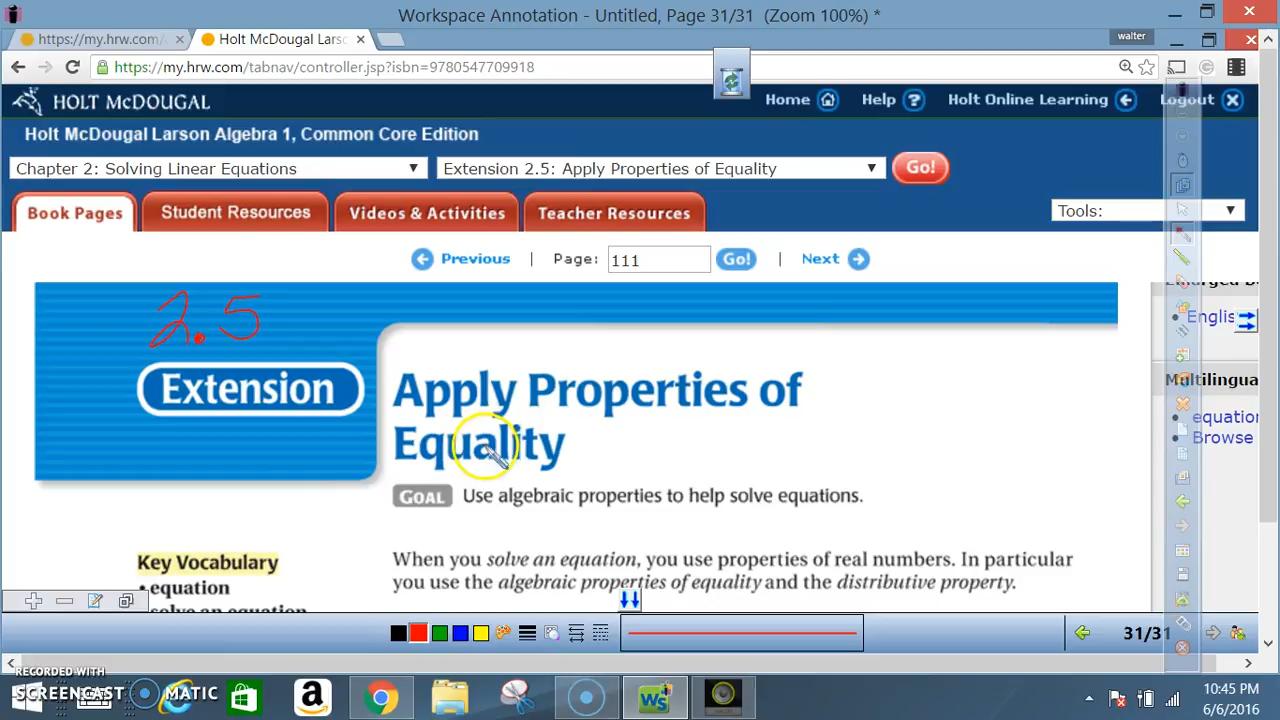 Workspace Annotation - Untitled, Page 31/31 (Zoom 100%) *
https://my.hrw.com/
Holt McDougal Lars
walter
https://my.hrw.com/tabnav/controller.jsp?isbn=9780547709918
HOLT MCDOUGAL
Home
Help
?
Holt Online Learning
Logout
Holt McDougal Larson Algebra 1, Common Core Edition
Chapter 2: Solving Linear Equations
Extension 2.5: Apply Properties of Equality
Go!
Book Pages
Student Resources
Videos & Activities
Teacher Resources
Tools:
Previous
|
Page:
111
Go!
|
Next
2.5
Extension
Apply Properties of
Equality
GOAL Use algebraic properties to help solve equations.
Key Vocabulary
• equation
When you solve an equation, you use properties of real numbers. In particular
you use the algebraic properties of equality and the distributive property.
• Englis
Multilingua
• equation
• Browse
31/31
RECORDED WITH
SCREENCAST MATIC
10:45 PM
6/6/2016